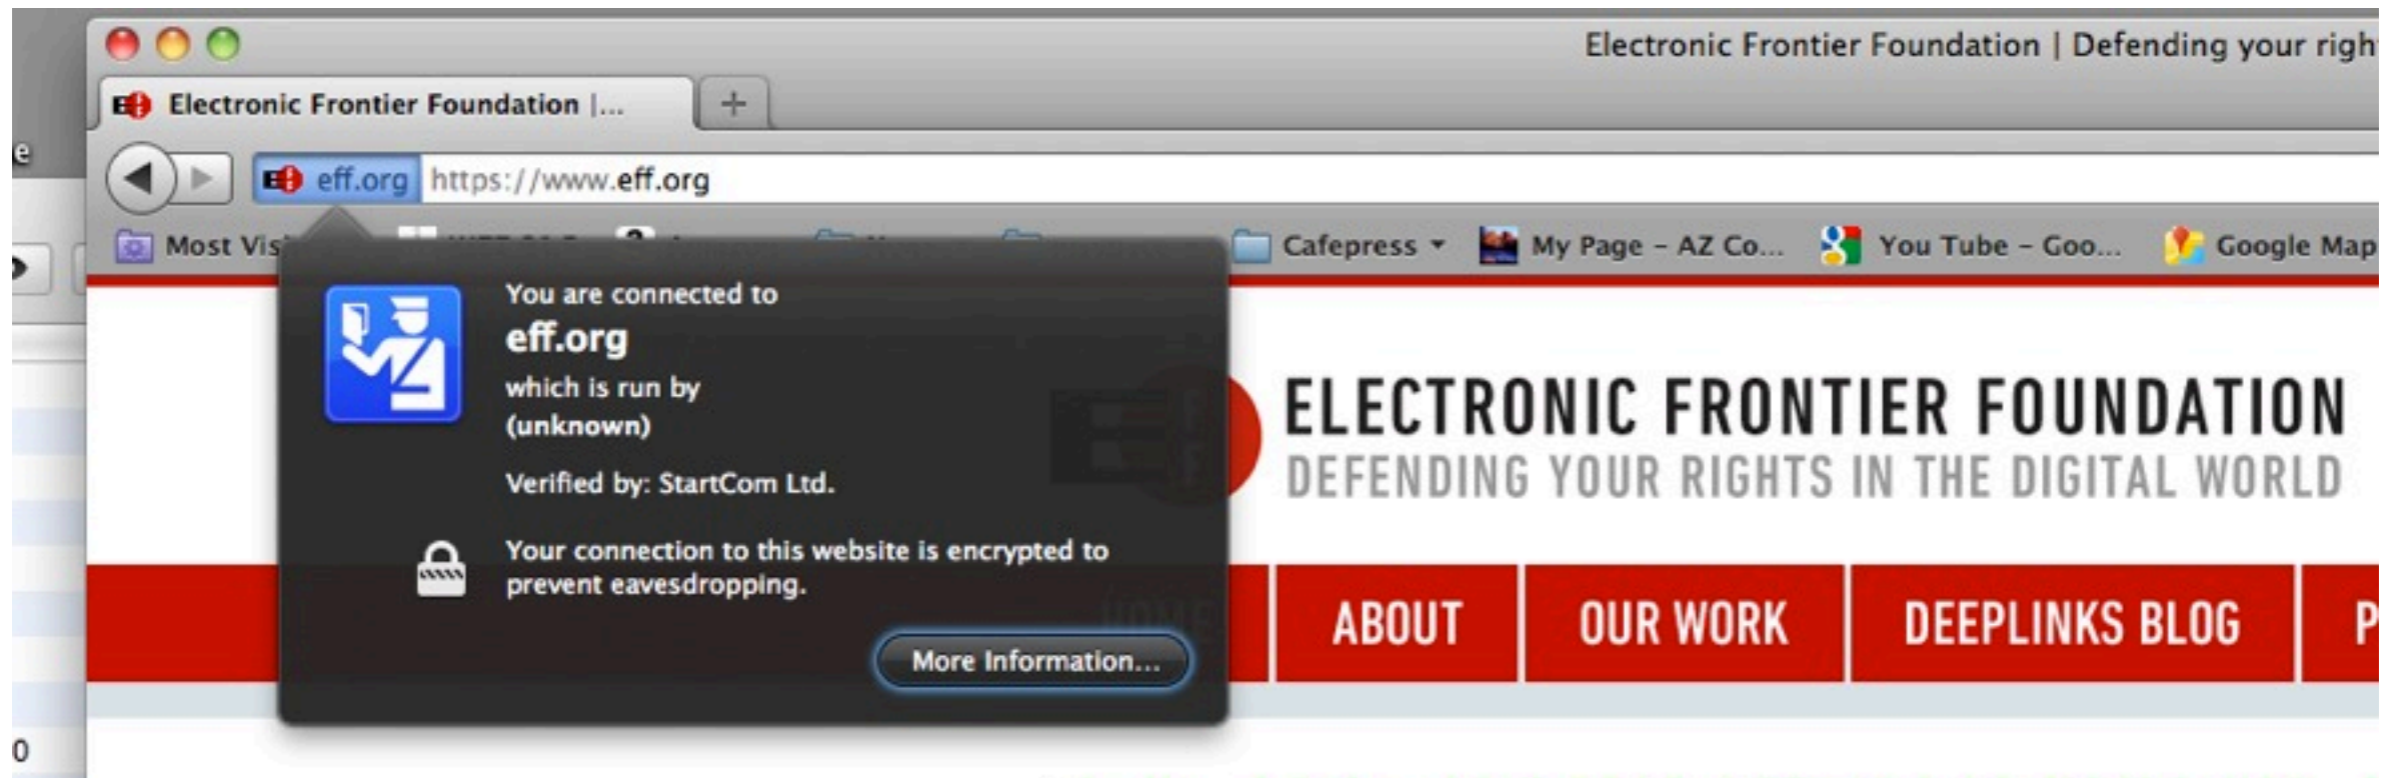 Electronic Frontier Foundation | Defending your righ
Electronic Frontier Foundation |...
e
eff.org https://www.eff.org
Most Vis Cafepress My Page - AZ Co... You Tube - Goo... Google Map
You are connected to
eff.org
which is run by
(unknown)
Verified by: StartCom Ltd.
Your connection to this website is encrypted to
prevent eavesdropping.
More Information...
ELECTRONIC FRONTIER FOUNDATION
DEFENDING YOUR RIGHTS IN THE DIGITAL WORLD
HOME ABOUT OUR WORK DEEPLINKS BLOG P
0